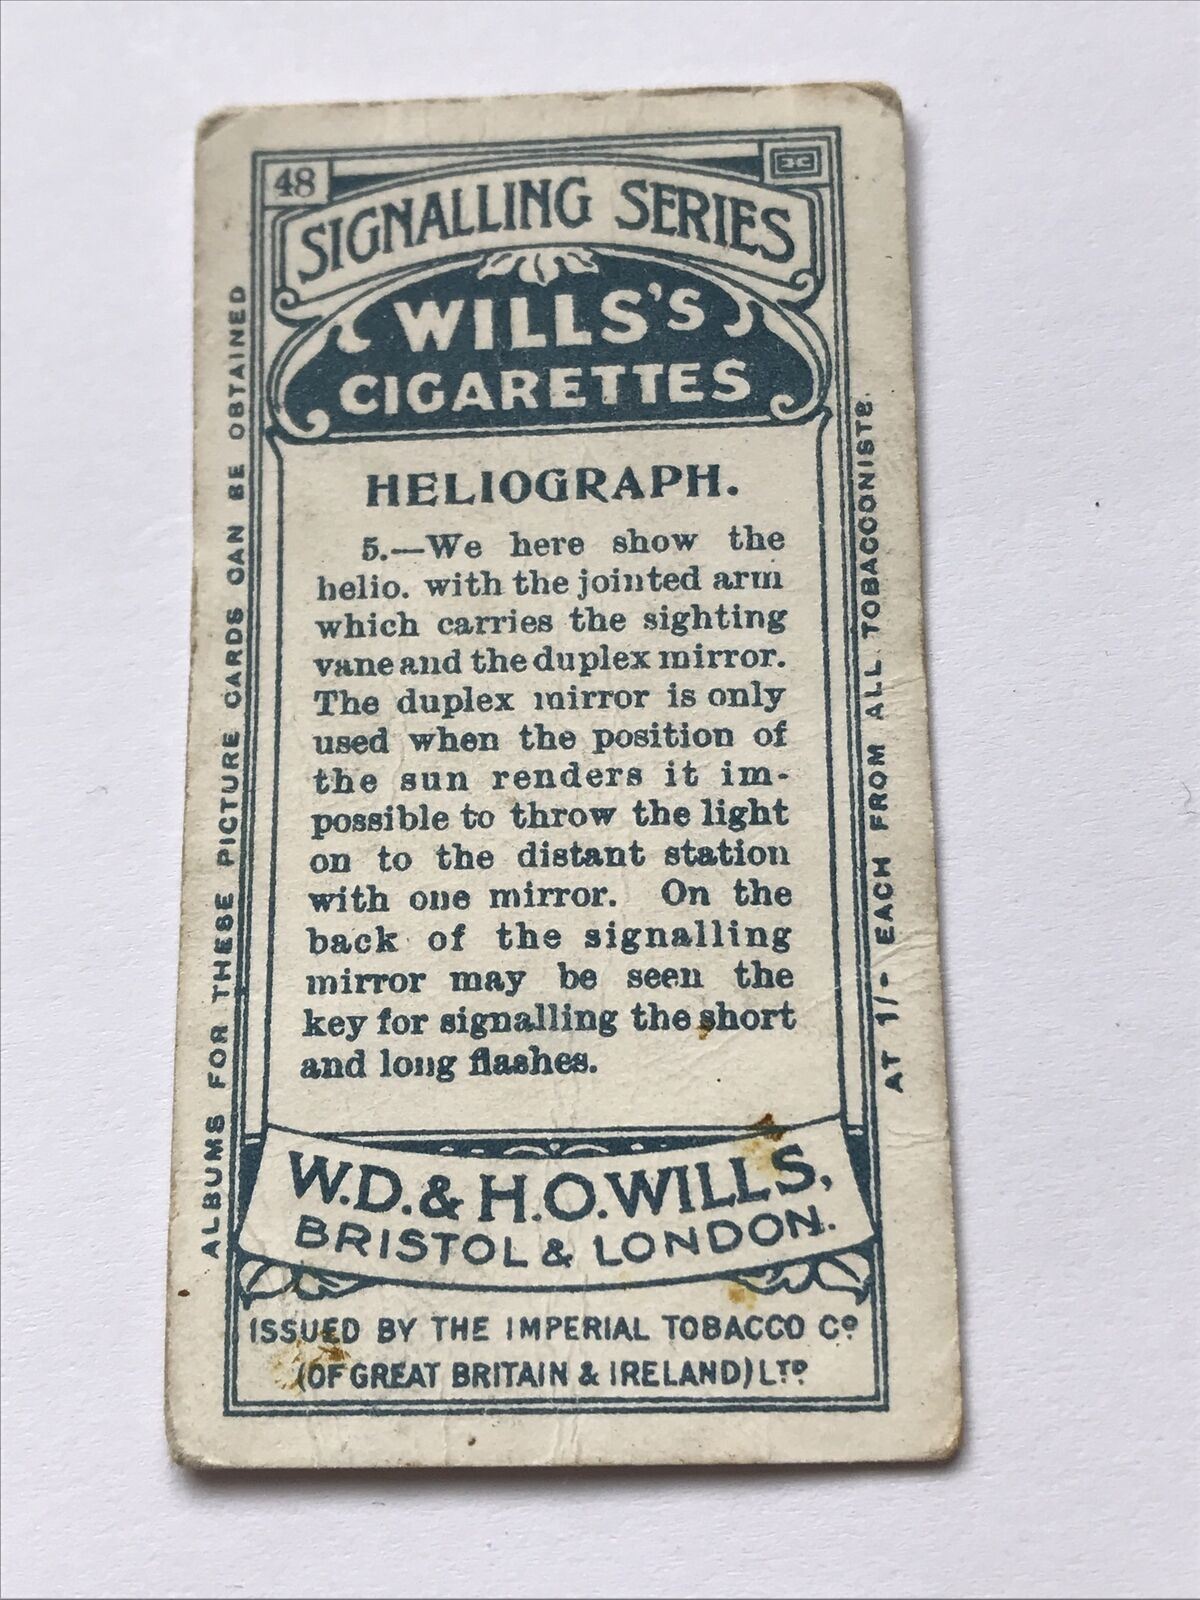 48
SIGNALLING SERIES
WILLS'S
CIGARETTES
HELIOGRAPH.
5.—We here show the
helio. with the jointed arm
which carries the sighting
vane and the duplex mirror.
The duplex mirror is only
used when the position of
the sun renders it im-
possible to throw the light
on to the distant station
with one mirror. On the
back of the signalling
mirror may be seen the
key for signalling the short
and long flashes.
W.D. & H.O. WILLS,
BRISTOL & LONDON.
ISSUED BY THE IMPERIAL TOBACCO Co
(OF GREAT BRITAIN & IRELAND) LTD
ALBUMS FOR THESE PICTURE CARDS CAN BE OBTAINED
AT 1/- EACH FROM ALL TOBACCONISTS.